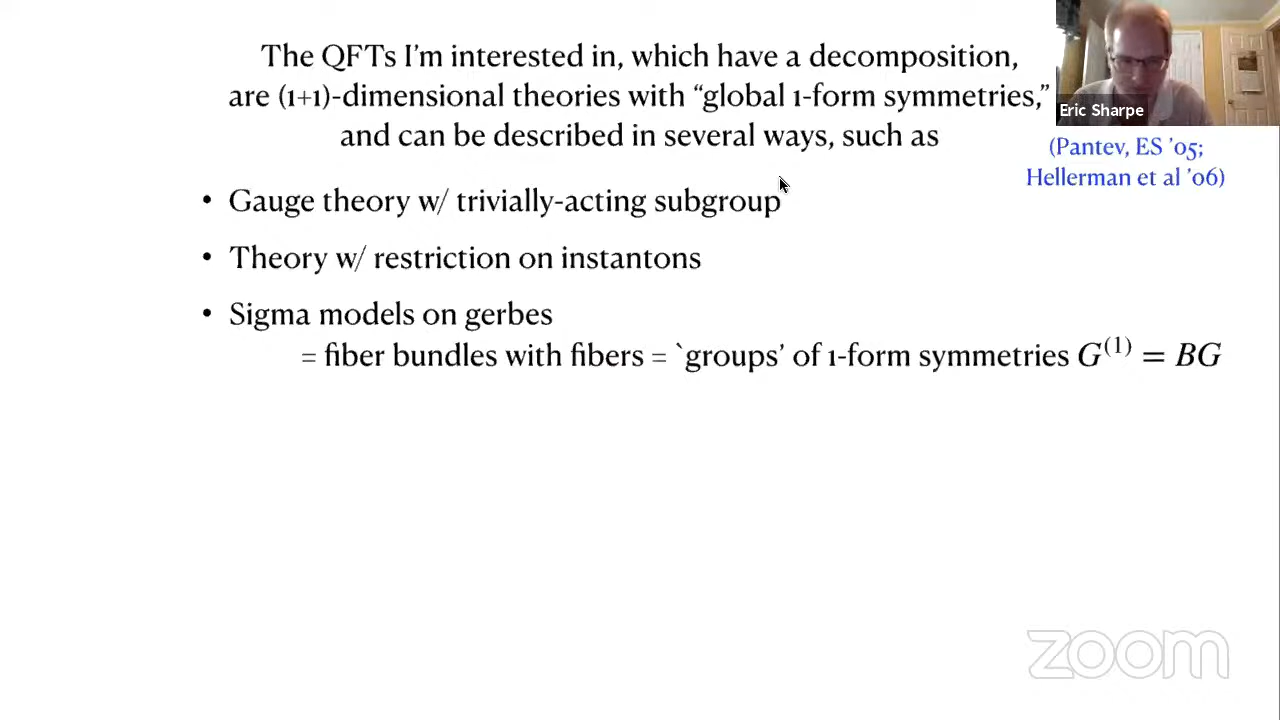 The QFTs I'm interested in, which have a decomposition,
are (1+1)-dimensional theories with “global 1-form symmetries,”
and can be described in several ways, such as
Eric Sharpe
(Pantev, ES '05;
Hellerman et al '06)
• Gauge theory w/ trivially-acting subgroup
• Theory w/ restriction on instantons
• Sigma models on gerbes
= fiber bundles with fibers = `groups' of 1-form symmetries G⁽¹⁾ = BG
zoom